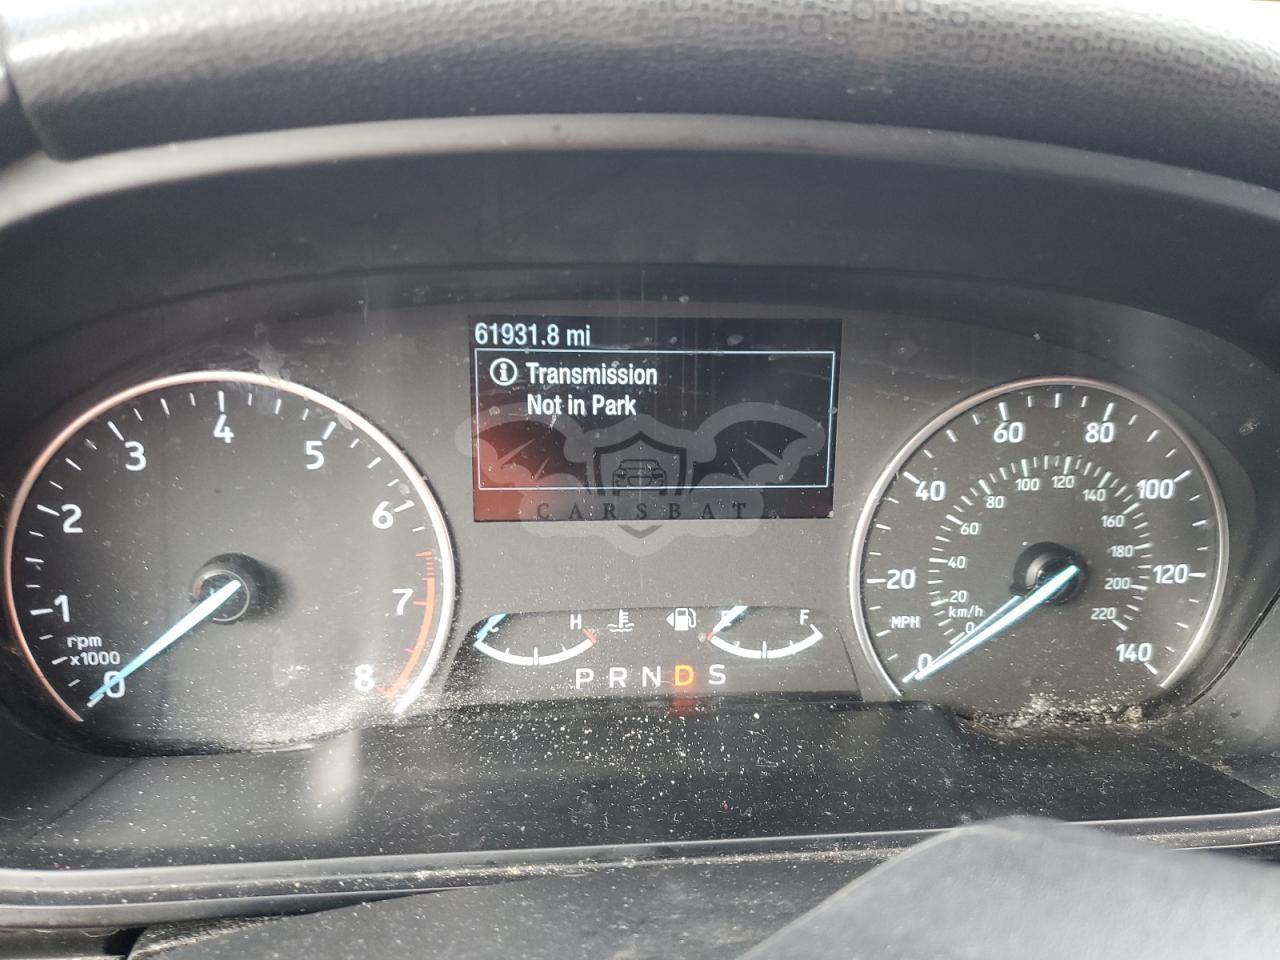 61931.8 mi
Transmission
Not in Park
CARSBAT
0 1 2 3 4 5 6 7 8
rpm
x1000
H
F
P R N D S
0 20 40 60 80 100 120 140
MPH
0 20 40 60 80 100 120 140 160 180 200 220
km/h